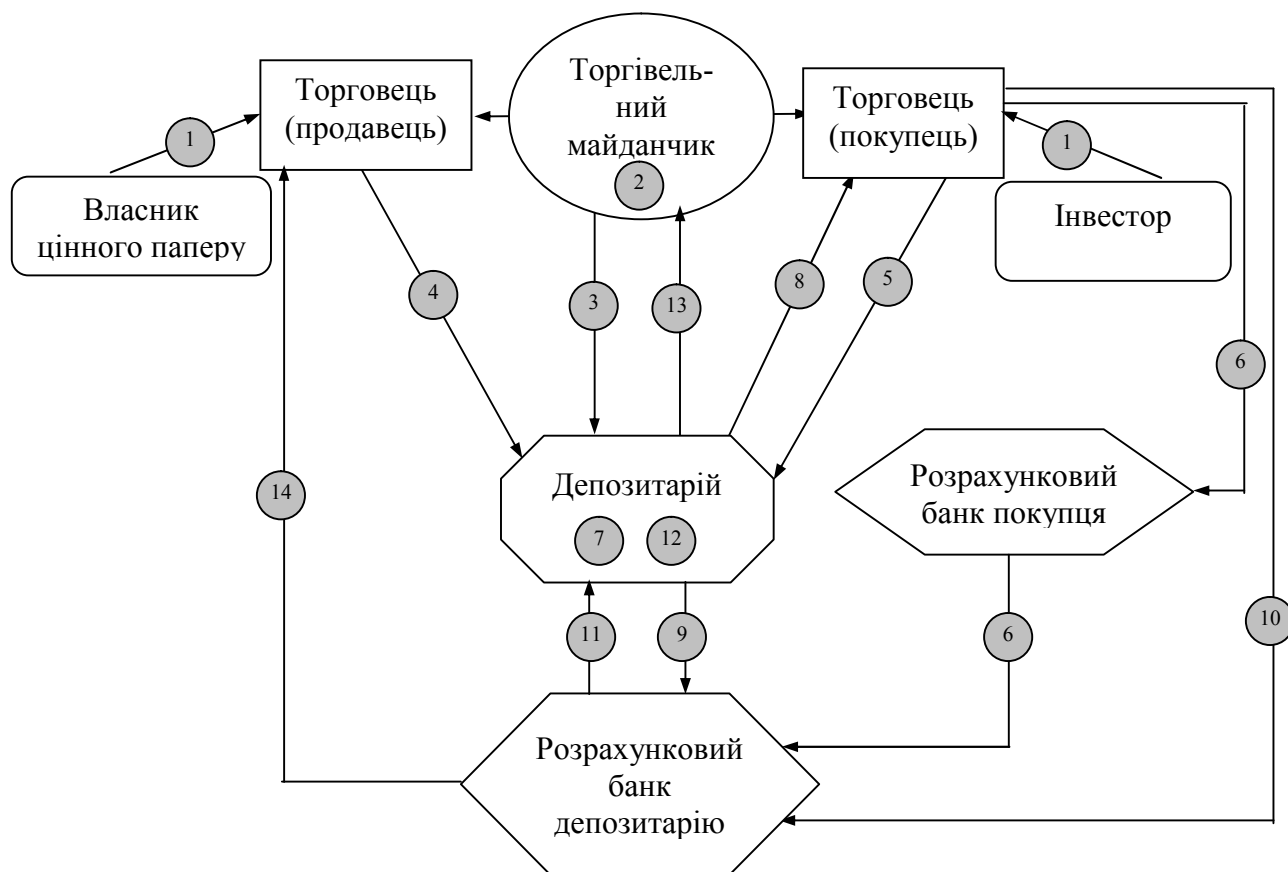 Торговець
(продавець)
Торгівель-
ний
майданчик
2
Торговець
(покупець)
1
1
Власник
цінного паперу
Інвестор
4
3
13
8
5
6
Депозитарій
7
12
Розрахунковий
банк покупця
14
11
9
6
10
Розрахунковий
банк
депозитарію